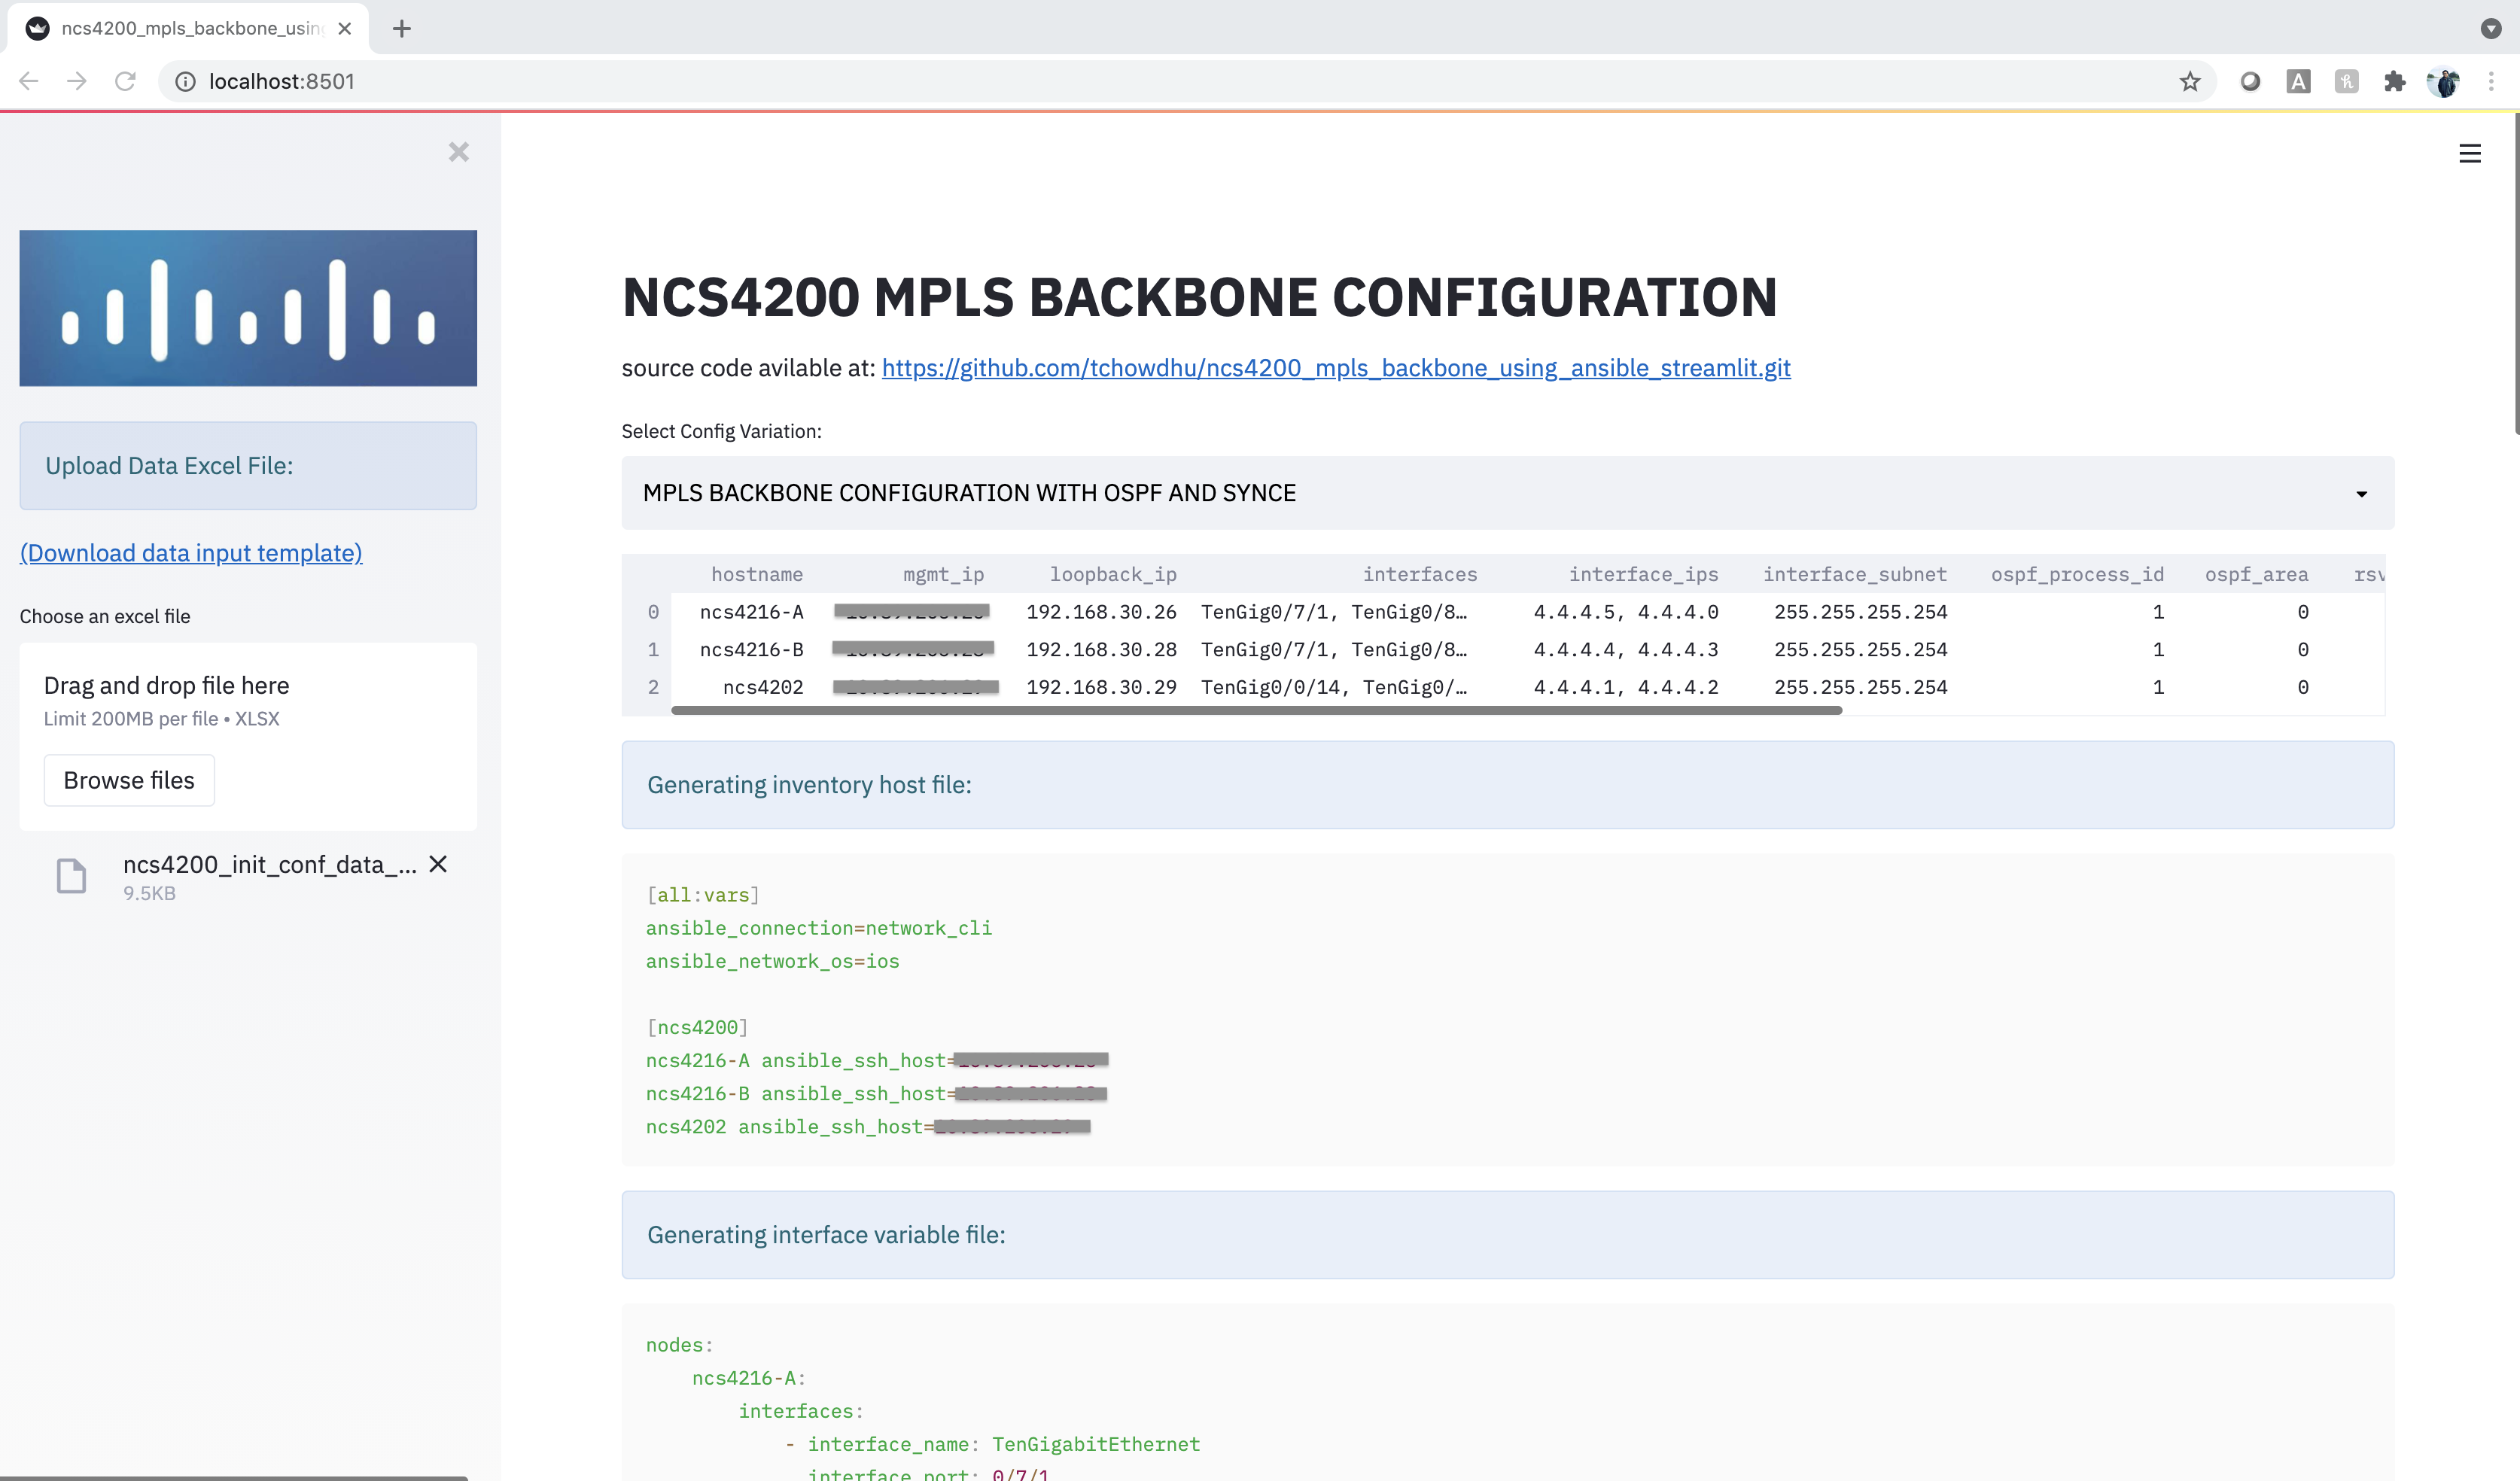 ncs4200_mpls_backbone_usin
localhost:8501
Upload Data Excel File:
(Download data input template)
Choose an excel file
Drag and drop file here
Limit 200MB per file • XLSX
Browse files
ncs4200_init_conf_data_...
9.5KB
NCS4200 MPLS BACKBONE CONFIGURATION
source code avilable at: https://github.com/tchowdhu/ncs4200_mpls_backbone_using_ansible_streamlit.git
Select Config Variation:
MPLS BACKBONE CONFIGURATION WITH OSPF AND SYNCE
hostname mgmt_ip loopback_ip interfaces interface_ips interface_subnet ospf_process_id ospf_area rsv
0 ncs4216-A 192.168.30.26 TenGig0/7/1, TenGig0/8… 4.4.4.5, 4.4.4.0 255.255.255.254 1 0
1 ncs4216-B 192.168.30.28 TenGig0/7/1, TenGig0/8… 4.4.4.4, 4.4.4.3 255.255.255.254 1 0
2 ncs4202 192.168.30.29 TenGig0/0/14, TenGig0/… 4.4.4.1, 4.4.4.2 255.255.255.254 1 0
Generating inventory host file:
[all:vars]
ansible_connection=network_cli
ansible_network_os=ios
[ncs4200]
ncs4216-A ansible_ssh_host=
ncs4216-B ansible_ssh_host=
ncs4202 ansible_ssh_host=
Generating interface variable file:
nodes:
ncs4216-A:
interfaces:
- interface_name: TenGigabitEthernet
interface_port: 0/7/1